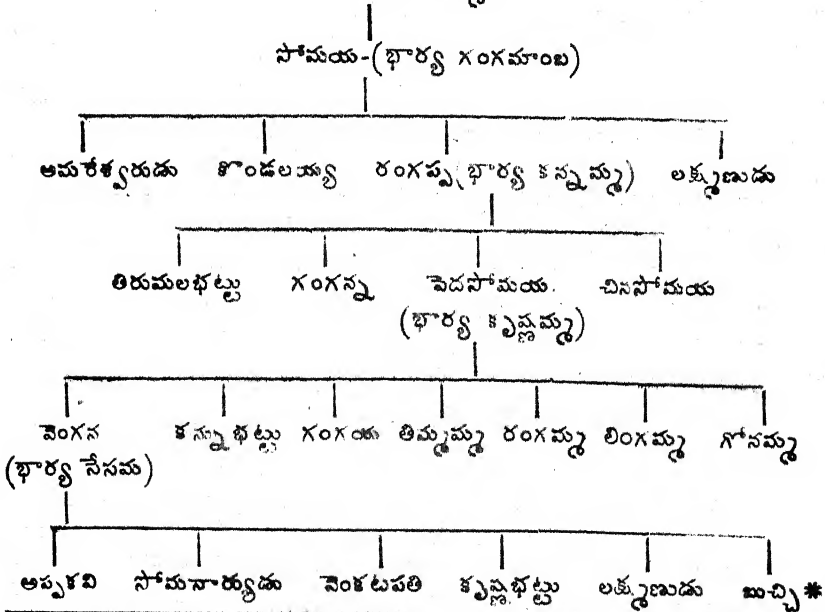 సోమయ-(భార్య గంగమాంబ)
అమరేశ్వరుడు కొండలయ్య రంగప్ప (భార్య కన్నమ్మ) లక్ష్మణుడు
తిరుమలభట్టు గంగన్న పెదసోమయ. చినసోమయ
(భార్య కృష్ణమ్మ)
వెంగన కన్నుభట్టు గంగయ తిమ్మమ్మ రంగమ్మ లింగమ్మ గోనమ్మ
(భార్య నేసమ)
అప్పకవి సోమనార్యుడు వెంకటపతి కృష్ణభట్టు లక్ష్మణుడు బుచ్చి*